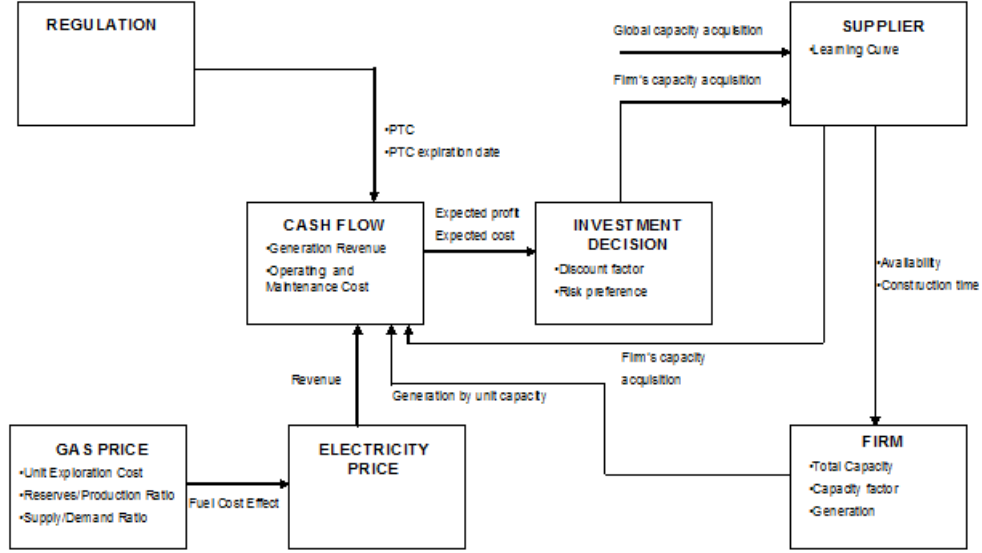 REGULATION
Global capacity acquisition
SUPPLIER
•Learning Curve
Firm's capacity acquisition
•PTC
•PTC expiration date
CASH FLOW
•Generation Revenue
•Operating and
Maintenance Cost
Expected profit
Expected cost
INVESTMENT
DECISION
•Discount factor
•Risk preference
•Availability
•Construction time
Firm's capacity
acquisition
Revenue
Generation by unit capacity
GAS PRICE
•Unit Exploration Cost
•Reserves/Production Ratio
•Supply/Demand Ratio
Fuel Cost Effect
ELECTRICITY
PRICE
FIRM
•Total Capacity
•Capacity factor
•Generation